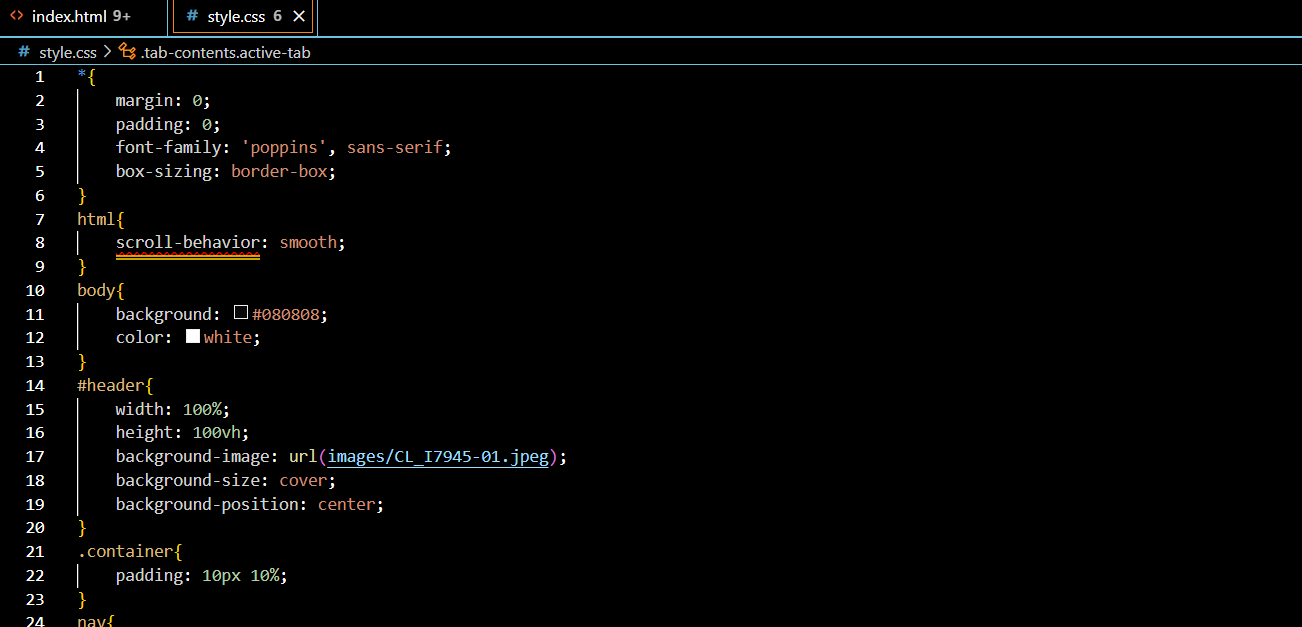 index.html 9+
# style.css 6 ×
# style.css > .tab-contents.active-tab
1 *{
2 margin: 0;
3 padding: 0;
4 font-family: 'poppins', sans-serif;
5 box-sizing: border-box;
6 }
7 html{
8 scroll-behavior: smooth;
9 }
10 body{
11 background: #080808;
12 color: white;
13 }
14 #header{
15 width: 100%;
16 height: 100vh;
17 background-image: url(images/CL_I7945-01.jpeg);
18 background-size: cover;
19 background-position: center;
20 }
21 .container{
22 padding: 10px 10%;
23 }
24 nav{